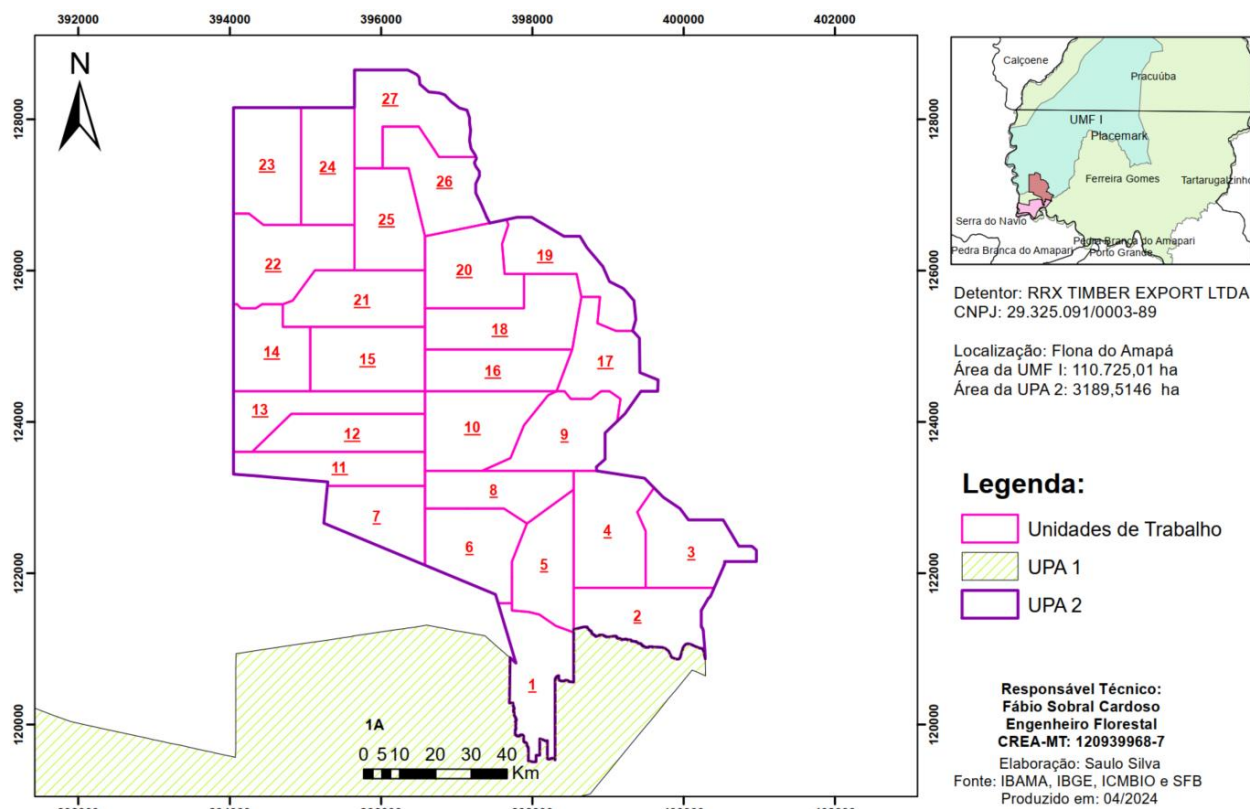 392000 394000 396000 398000 400000 402000
N
128000 126000 124000 122000 120000
128000 126000 124000 122000 120000
27
23 24
26
25
19
22 20
21
18
14 15 16 17
13
10
12 9
11
8
7 6 4
3
5
2
1
1A
0 5 10 20 30 40
Km
Calçoene
Pracuúba
UMF I
Placemark
Ferreira Gomes
Tartarugalzinho
Serra do Navio
Pedra Branca do Amapari
Pedra Branca do Amapari
Porto Grande
Detentor: RRX TIMBER EXPORT LTDA
CNPJ: 29.325.091/0003-89
Localização: Flona do Amapá
Área da UMF I: 110.725,01 ha
Área da UPA 2: 3189,5146 ha
Legenda:
Unidades de Trabalho
UPA 1
UPA 2
Responsável Técnico:
Fábio Sobral Cardoso
Engenheiro Florestal
CREA-MT: 120939968-7
Elaboração: Saulo Silva
Fonte: IBAMA, IBGE, ICMBIO e SFB
Produzido em: 04/2024